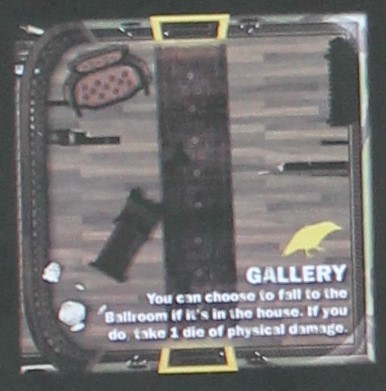 GALLERY
You can choose to fall to the
Ballroom if it's in the house. If you
do, take 1 die of physical damage.